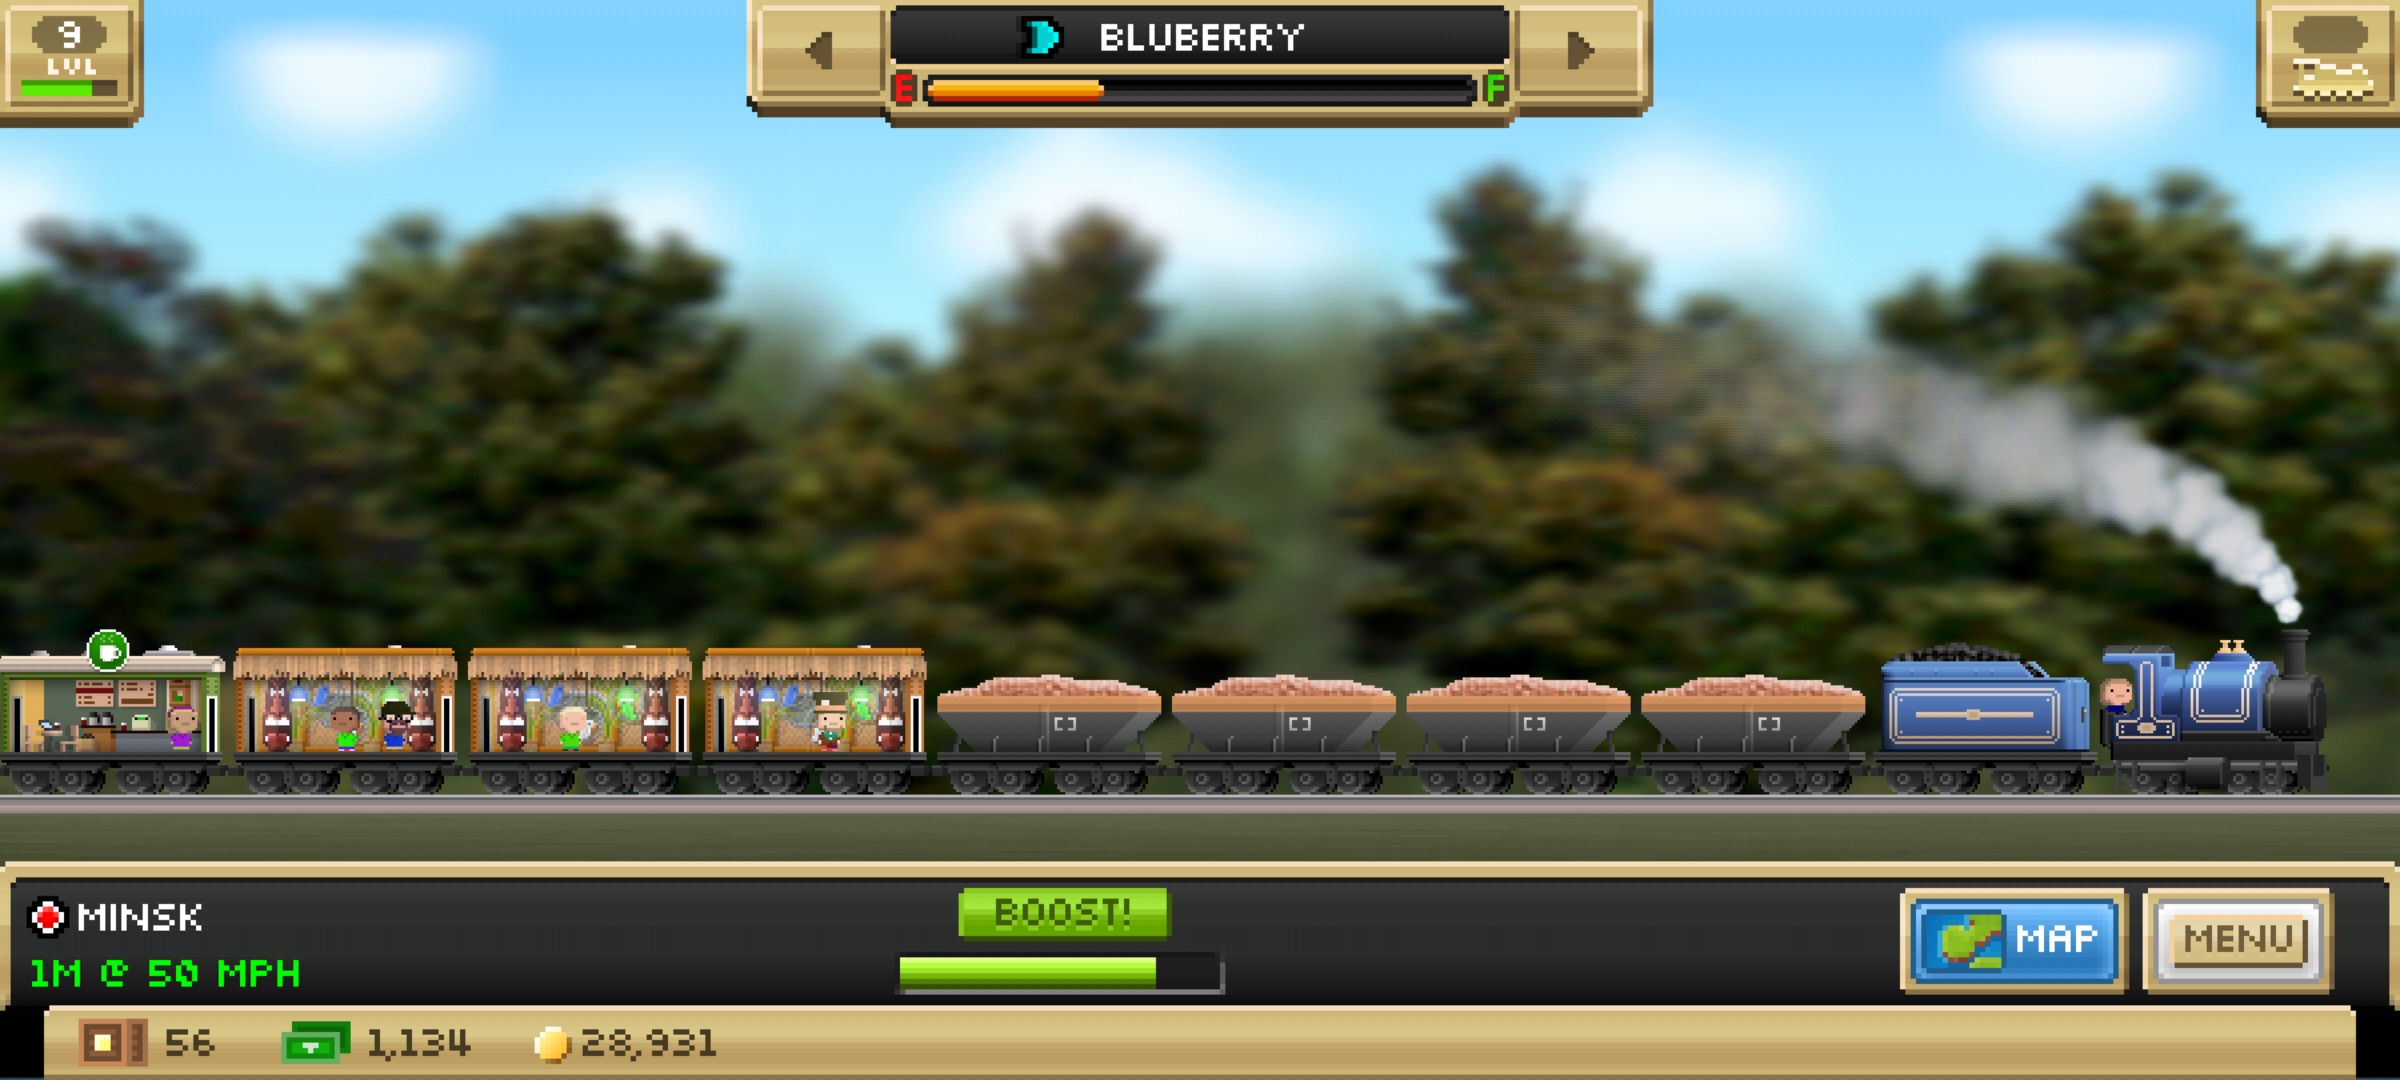 9
LVL
BLUBERRY
E
F
MINSK
1M @ 50 MPH
BOOST!
MAP
MENU
56
1,134
28,931